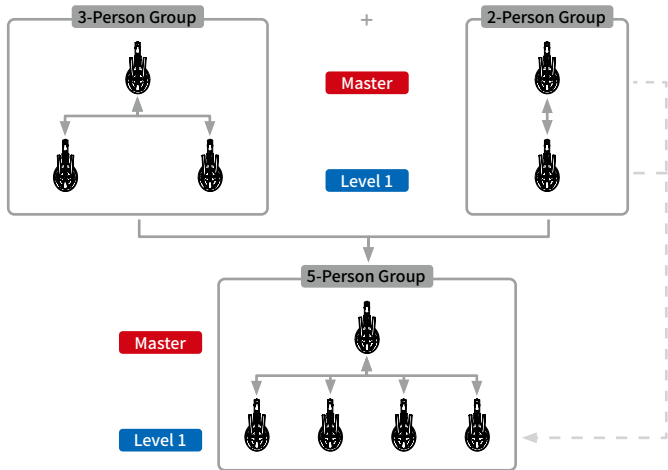 3-Person Group
+
2-Person Group
Master
Level 1
5-Person Group
Master
Level 1